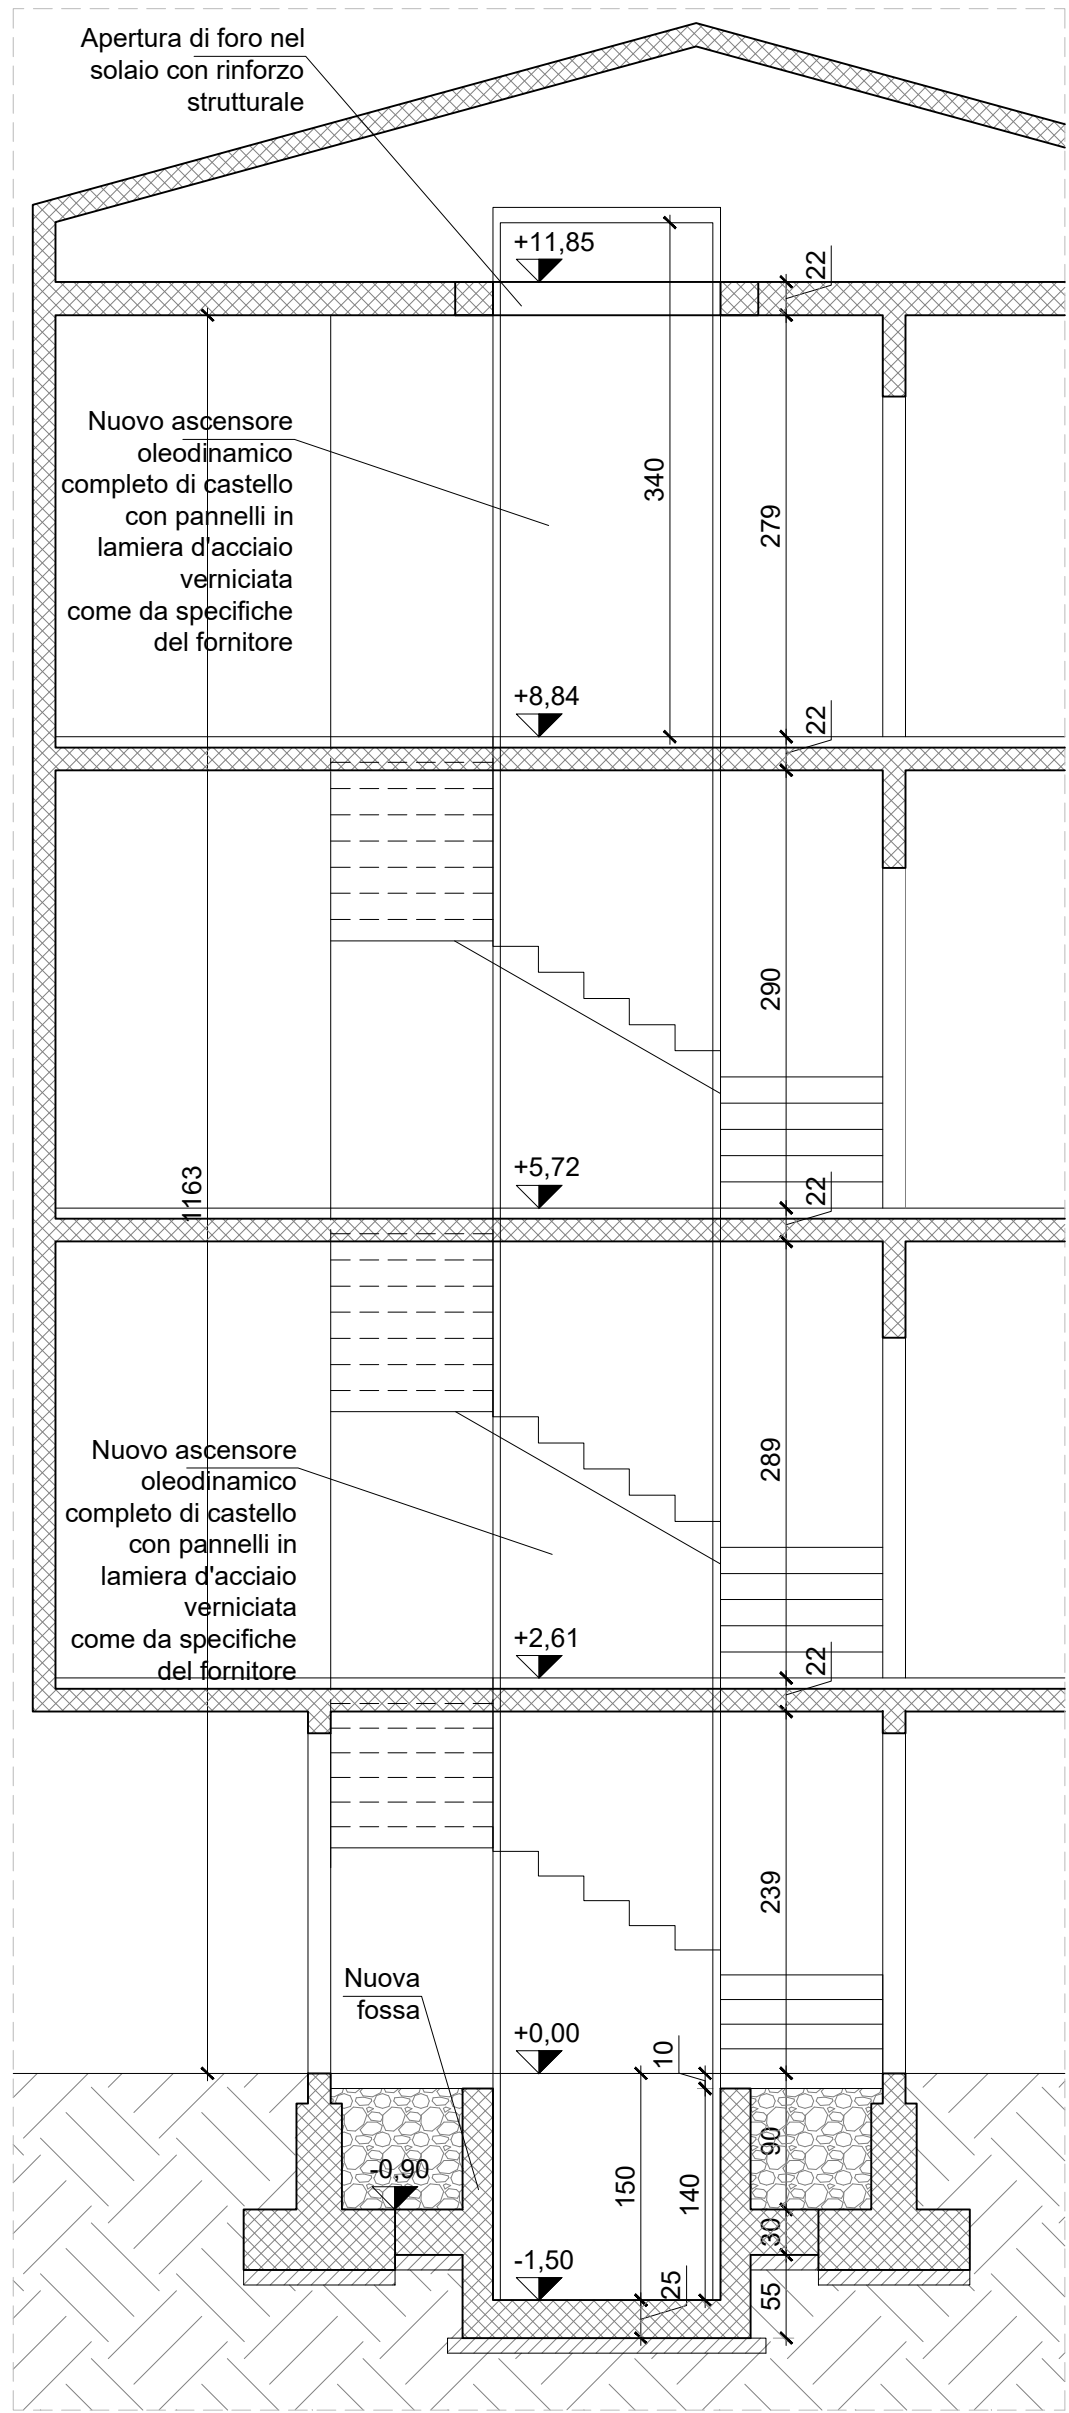 Apertura di foro nel
solaio con rinforzo
strutturale
+11,85
22
Nuovo ascensore
oleodinamico
completo di castello
con pannelli in
lamiera d'acciaio
verniciata
come da specifiche
del fornitore
340
279
+8,84
22
290
1163
+5,72
22
289
Nuovo ascensore
oleodinamico
completo di castello
con pannelli in
lamiera d'acciaio
verniciata
come da specifiche
del fornitore
+2,61
22
239
Nuova
fossa
+0,00
10
-0,90
150
140
90
30
-1,50
25
55